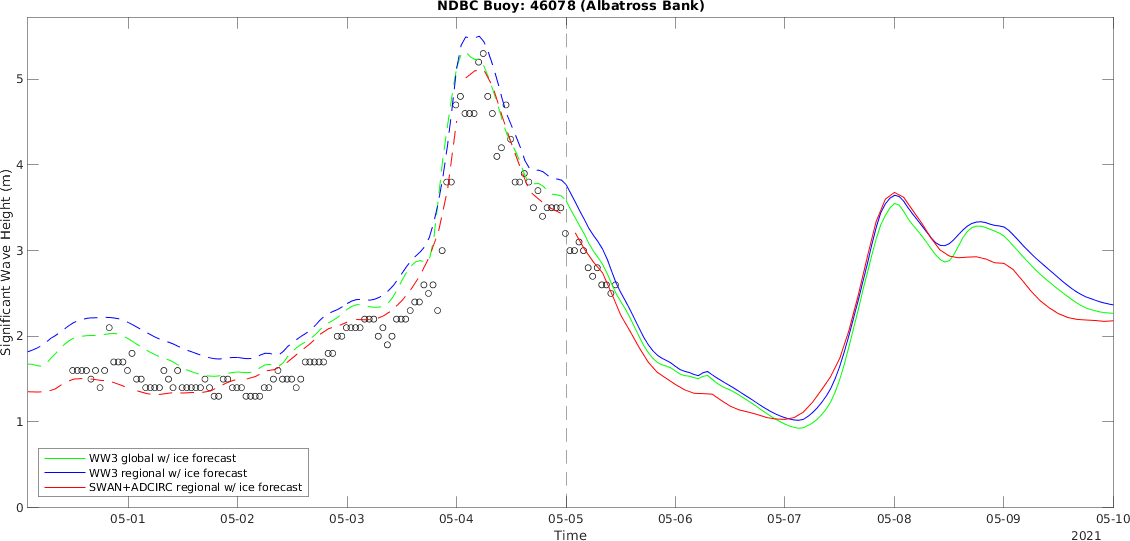 NDBC Buoy: 46078 (Albatross Bank)
Significant Wave Height (m)
5
4
3
2
1
0
WW3 global w/ ice forecast
WW3 regional w/ ice forecast
SWAN+ADCIRC regional w/ ice forecast
05-01 05-02 05-03 05-04 05-05 05-06 05-07 05-08 05-09 05-10
Time
2021